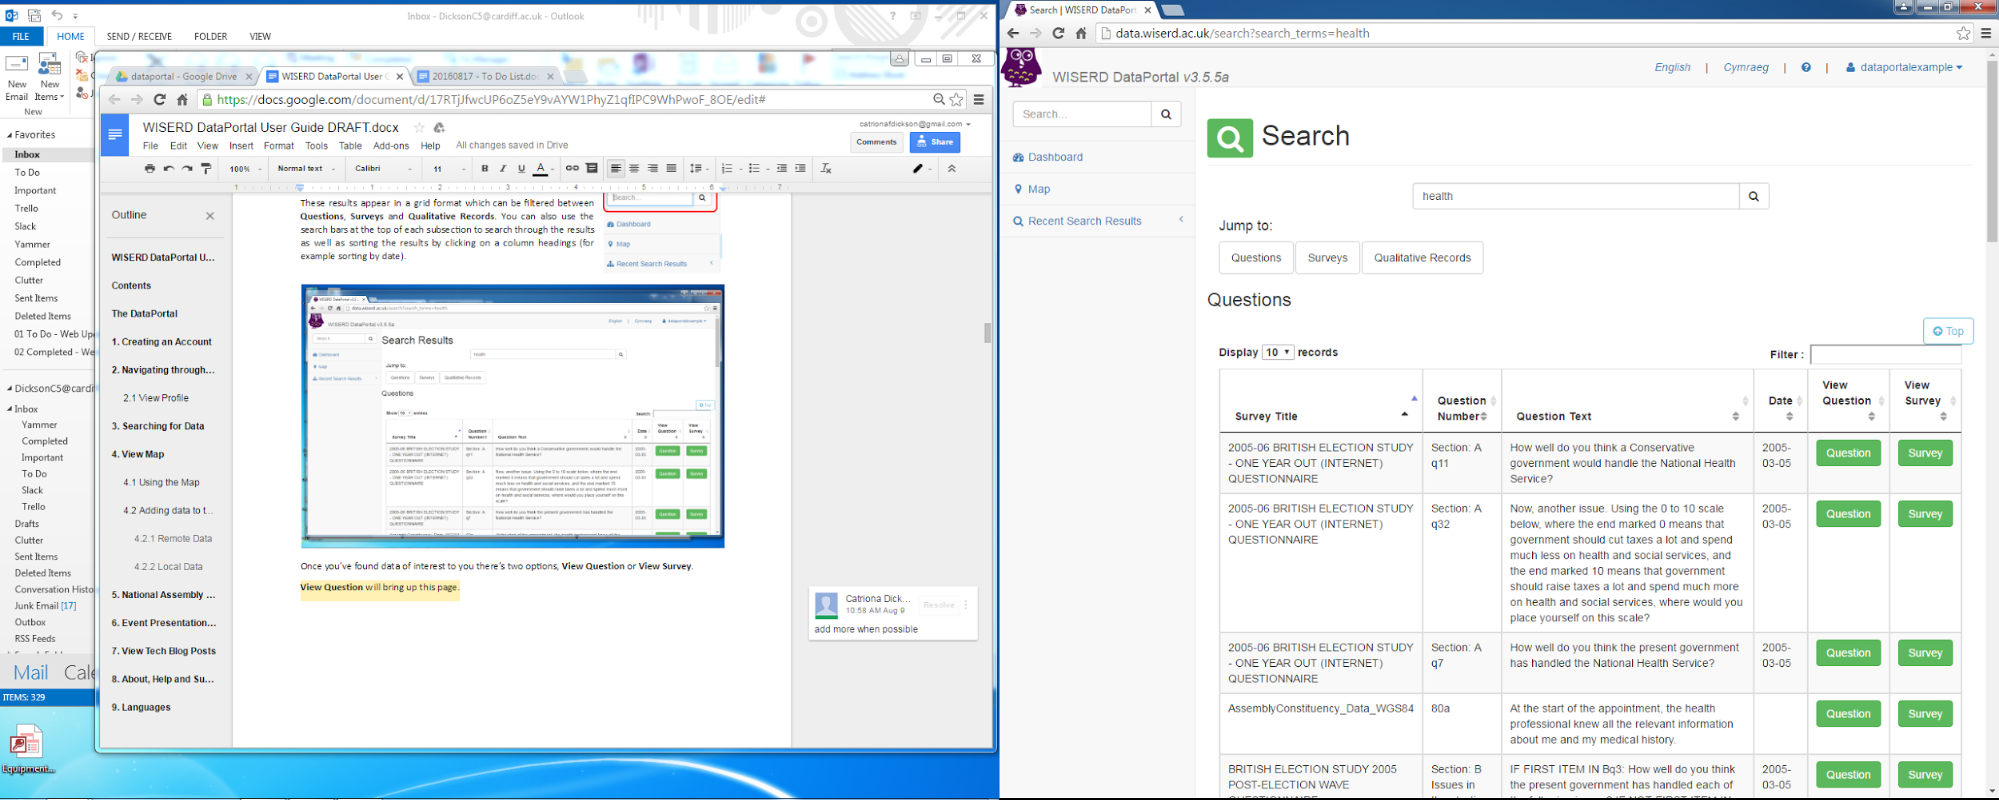 Inbox - DicksonC5@cardiff.ac.uk - Outlook
FILE
HOME
SEND / RECEIVE
FOLDER
VIEW
New
Email
New
Items
New
Favorites
Inbox
To Do
Important
Trello
Slack
Yammer
Completed
Clutter
Sent Items
Deleted Items
01 To Do - Web Up
02 Completed - We
DicksonC5@cardif
Inbox
Yammer
Completed
Important
To Do
Slack
Trello
Drafts
Clutter
Sent Items
Deleted Items
Conversation Histo
Junk Email [17]
Outbox
RSS Feeds
Mail
Cale
ITEMS: 329
Equipment...
dataportal - Google Drive
WISERD DataPortal User G
20160817 - To Do List.doc
https://docs.google.com/document/d/17RTjJfwcUP6oZ5eY9vAYW1PhyZ1qfIPC9WhPwoF_8OE/edit#
WISERD DataPortal User Guide DRAFT.docx
catrionafdickson@gmail.com
File Edit View Insert Format Tools Table Add-ons Help All changes saved in Drive
Comments
Share
100% Normal text Calibri 11 B I U A
Outline
WISERD DataPortal U...
Contents
The DataPortal
1. Creating an Account
2. Navigating through...
2.1 View Profile
3. Searching for Data
4. View Map
4.1 Using the Map
4.2 Adding data to t...
4.2.1 Remote Data
4.2.2 Local Data
5. National Assembly ...
6. Event Presentation...
7. View Tech Blog Posts
8. About, Help and Su...
9. Languages
These results appear in a grid format which can be filtered between
Questions, Surveys and Qualitative Records. You can also use the
search bars at the top of each subsection to search through the results
as well as sorting the results by clicking on a column headings (for
example sorting by date).
Search...
Dashboard
Map
Recent Search Results
WISERD DataPortal v3.5.5a
Search Results
health
Jump to:
Questions Surveys Qualitative Records
Questions
Survey Title Question Number Question Text Date View Question View Survey
Once you've found data of interest to you there's two options, View Question or View Survey.
View Question will bring up this page.
Catriona Dick...
10:58 AM Aug 9
Resolve
add more when possible
Search | WISERD DataPort
data.wiserd.ac.uk/search?search_terms=health
WISERD DataPortal v3.5.5a
English | Cymraeg | ? | dataportalexample
Search...
Dashboard
Map
Recent Search Results
Search
health
Jump to:
Questions
Surveys
Qualitative Records
Questions
Top
Display 10 records
Filter :
Survey Title
Question
Number
Question Text
Date
View
Question
View
Survey
2005-06 BRITISH ELECTION STUDY
- ONE YEAR OUT (INTERNET)
QUESTIONNAIRE
Section: A
q11
How well do you think a Conservative
government would handle the National Health
Service?
2005-
03-05
Question
Survey
2005-06 BRITISH ELECTION STUDY
- ONE YEAR OUT (INTERNET)
QUESTIONNAIRE
Section: A
q32
Now, another issue. Using the 0 to 10 scale
below, where the end marked 0 means that
government should cut taxes a lot and spend
much less on health and social services, and
the end marked 10 means that government
should raise taxes a lot and spend much more
on health and social services, where would you
place yourself on this scale?
2005-
03-05
Question
Survey
2005-06 BRITISH ELECTION STUDY
- ONE YEAR OUT (INTERNET)
QUESTIONNAIRE
Section: A
q7
How well do you think the present government
has handled the National Health Service?
2005-
03-05
Question
Survey
AssemblyConstituency_Data_WGS84
80a
At the start of the appointment, the health
professional knew all the relevant information
about me and my medical history.
Question
Survey
BRITISH ELECTION STUDY 2005
POST-ELECTION WAVE
Section: B
Issues in
IF FIRST ITEM IN Bq3: How well do you think
the present government has handled each of
2005-
03-05
Question
Survey